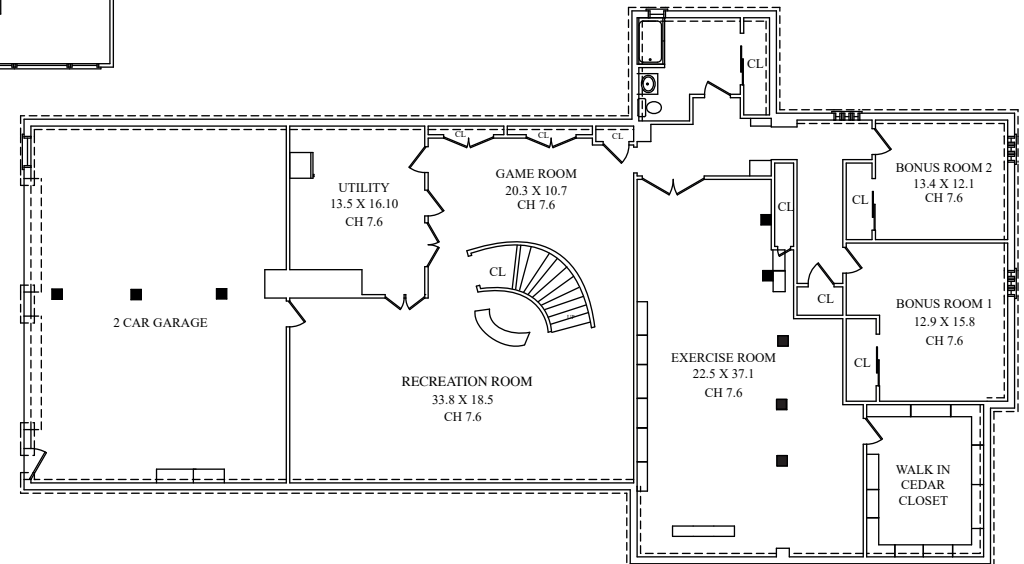 CL
CL
CL
CL
GAME ROOM
20.3 X 10.7
CH 7.6
UTILITY
13.5 X 16.10
CH 7.6
BONUS ROOM 2
13.4 X 12.1
CH 7.6
CL
CL
CL
2 CAR GARAGE
CL
BONUS ROOM 1
12.9 X 15.8
CH 7.6
EXERCISE ROOM
22.5 X 37.1
CH 7.6
CL
RECREATION ROOM
33.8 X 18.5
CH 7.6
WALK IN
CEDAR
CLOSET